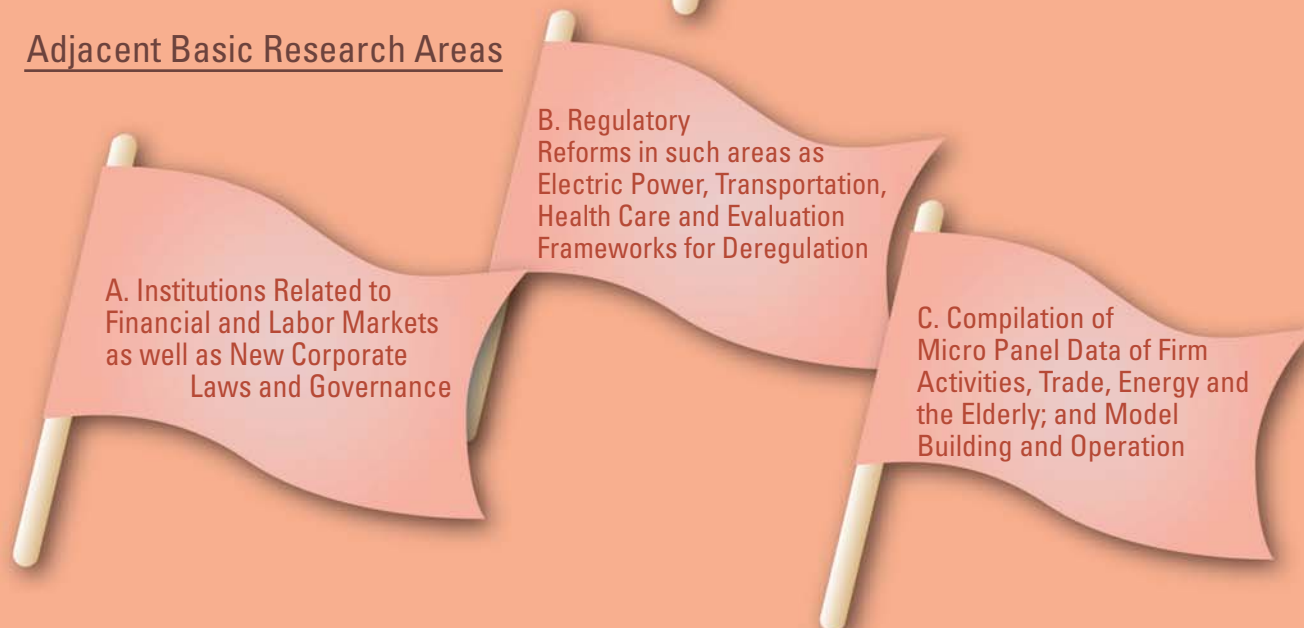 Adjacent Basic Research Areas
A. Institutions Related to
Financial and Labor Markets
as well as New Corporate
Laws and Governance
B. Regulatory
Reforms in such areas as
Electric Power, Transportation,
Health Care and Evaluation
Frameworks for Deregulation
C. Compilation of
Micro Panel Data of Firm
Activities, Trade, Energy and
the Elderly; and Model
Building and Operation